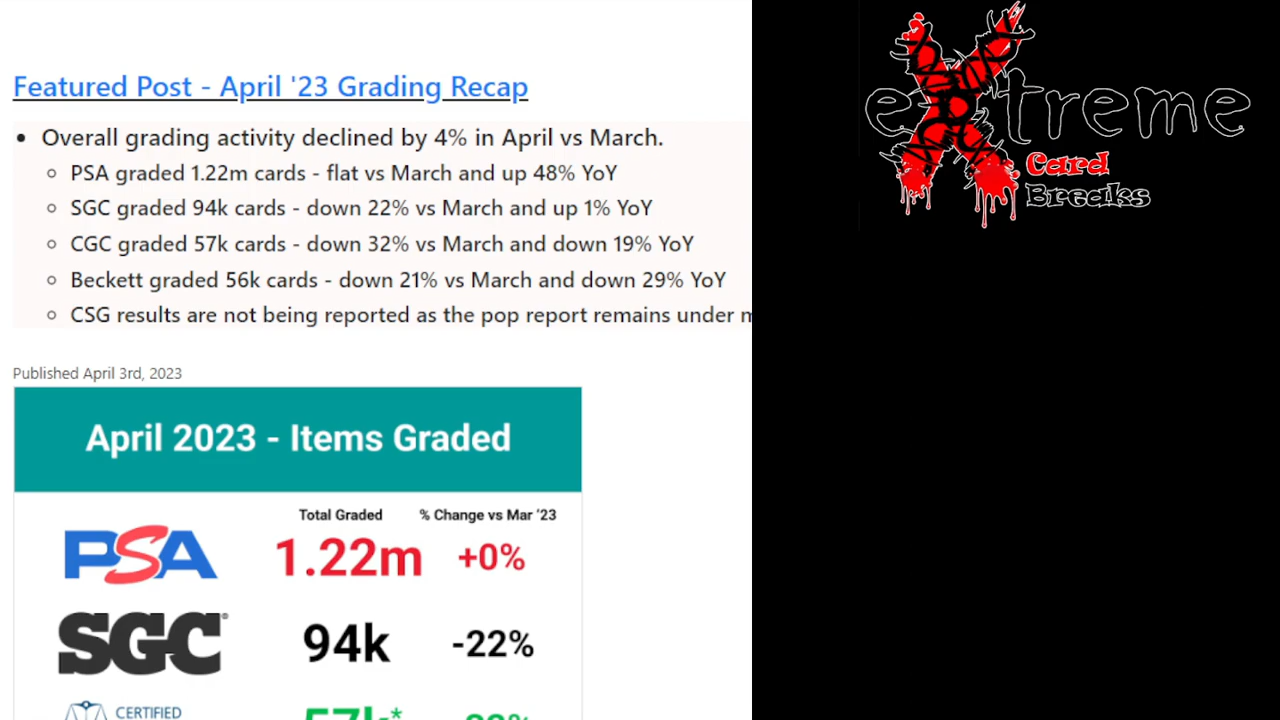 Featured Post - April '23 Grading Recap
Overall grading activity declined by 4% in April vs March.
PSA graded 1.22m cards - flat vs March and up 48% YoY
SGC graded 94k cards - down 22% vs March and up 1% YoY
CGC graded 57k cards - down 32% vs March and down 19% YoY
Beckett graded 56k cards - down 21% vs March and down 29% YoY
CSG results are not being reported as the pop report remains under
Published April 3rd, 2023
April 2023 - Items Graded
Total Graded % Change vs Mar '23
PSA 1.22m +0%
SGC 94k -22%
CERTIFIED 57k*
eXtreme
Card
Breaks